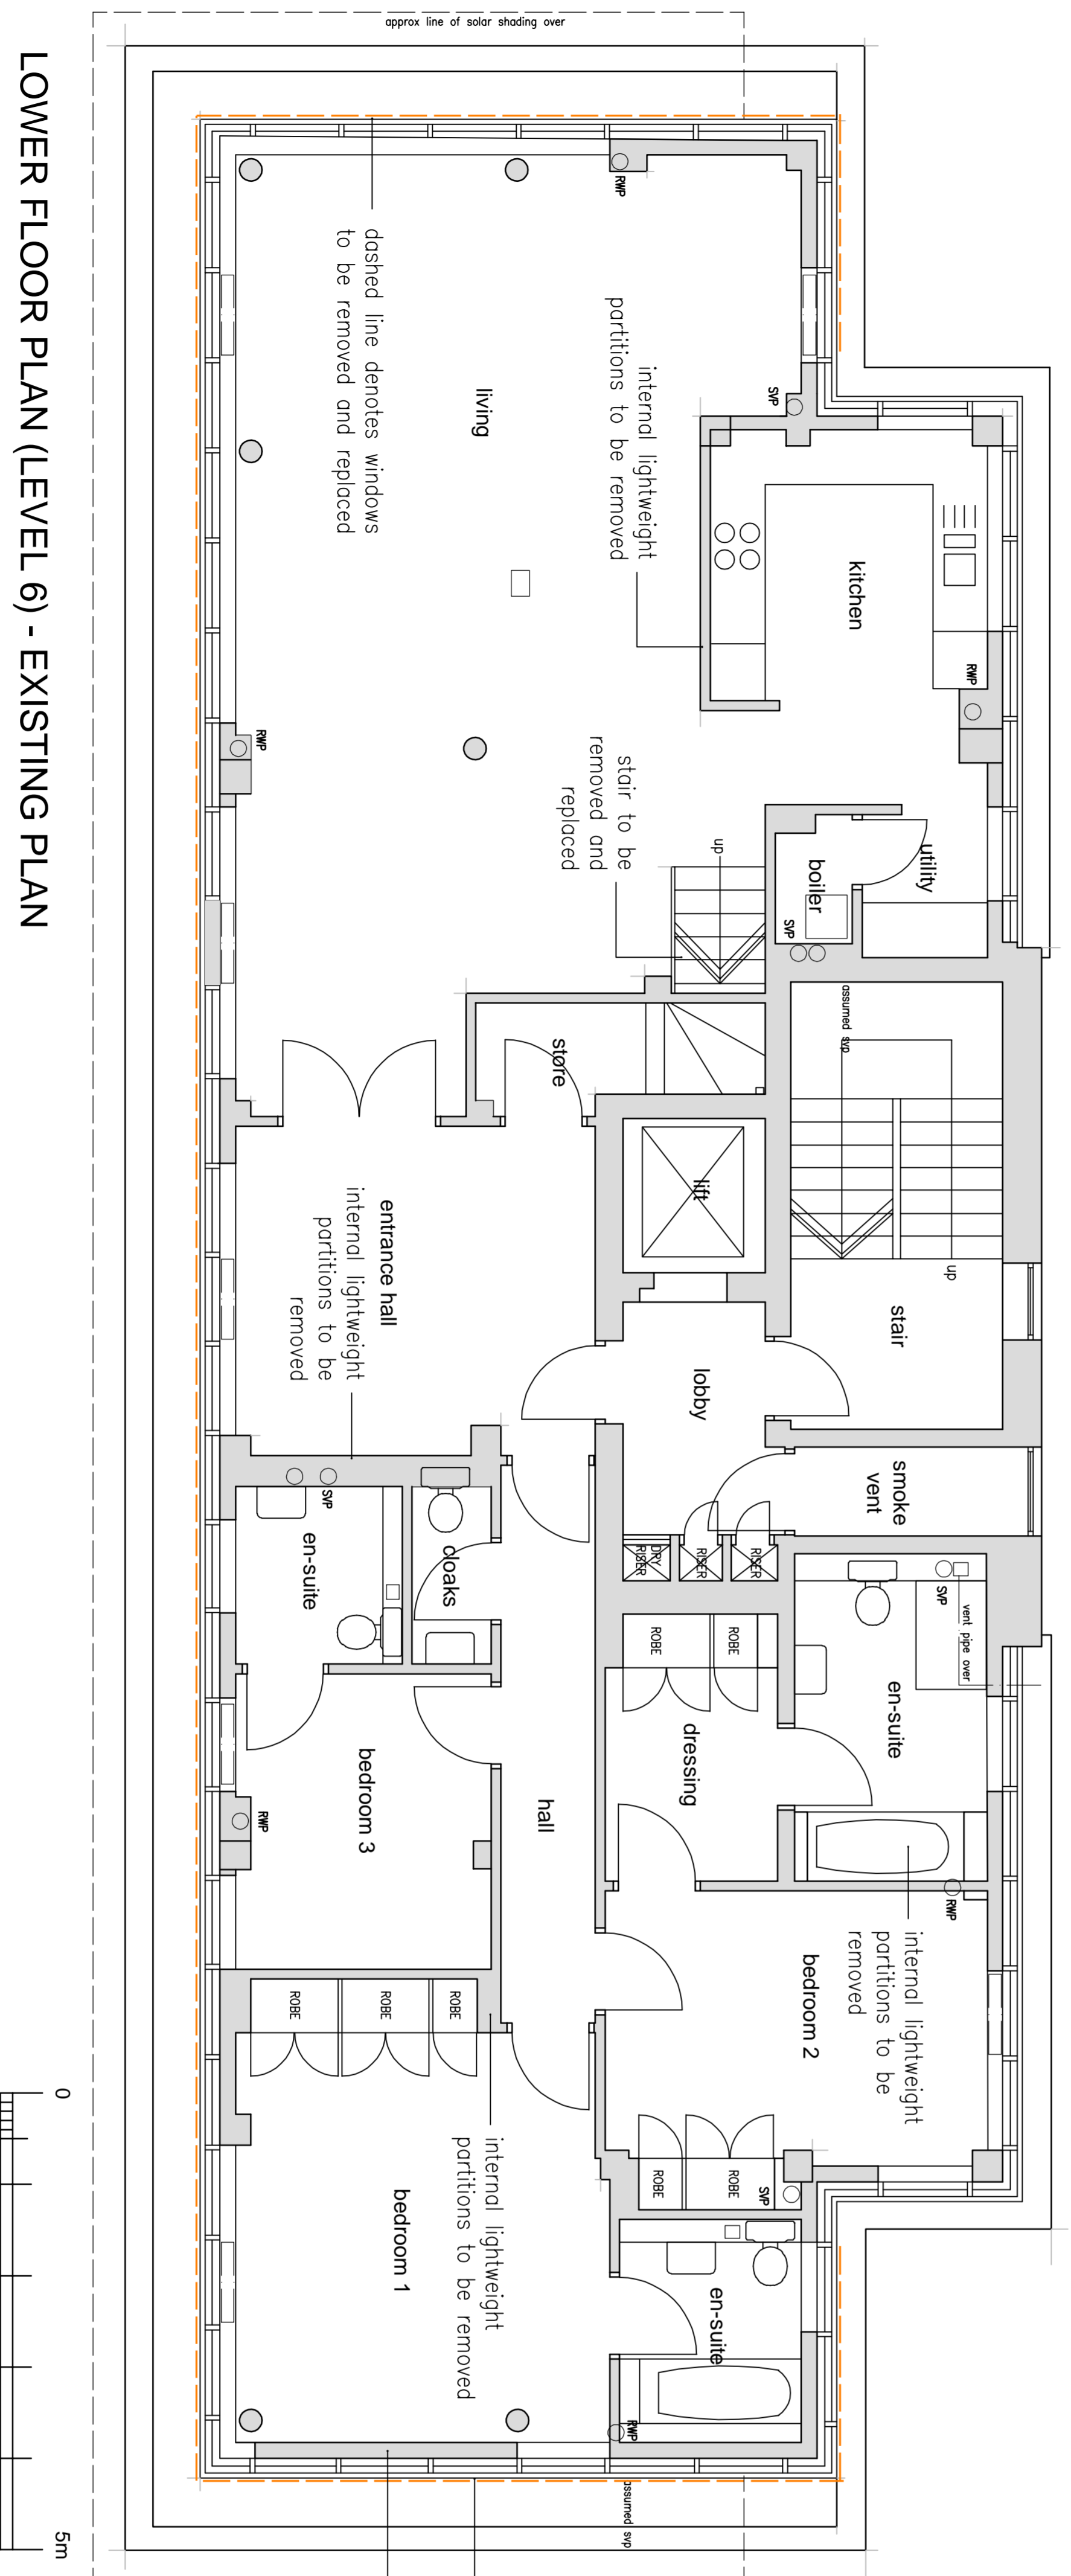 LOWER FLOOR PLAN (LEVEL 6) - EXISTING PLAN
approx line of solar shading over
RWP
dashed line denotes windows
to be removed and replaced
internal lightweight
partitions to be removed
living
SVP
kitchen
RWP
RWP
stair to be
removed and
replaced
up
utility
boiler
SVP
assumed svp
store
lift
up
stair
entrance hall
internal lightweight
partitions to be
removed
lobby
smoke
vent
SVP
en-suite
cloaks
DRY
RISER
RISER
RISER
SVP
vent pipe over
ROBE
ROBE
en-suite
dressing
bedroom 3
RWP
hall
RWP
internal lightweight
partitions to be
removed
bedroom 2
ROBE
ROBE
ROBE
ROBE
ROBE
SVP
internal lightweight
partitions to be removed
bedroom 1
en-suite
RWP
assumed svp
0
5m